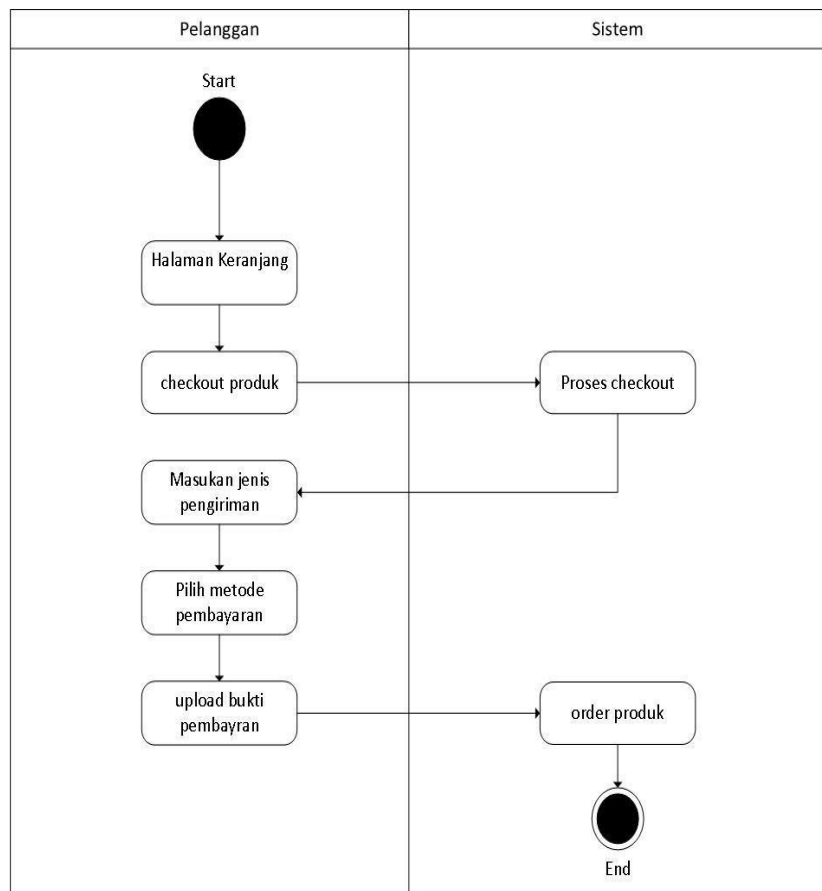 Pelanggan
Sistem
Start
Halaman Keranjang
checkout produk
Proses checkout
Masukan jenis
pengiriman
Pilih metode
pembayaran
upload bukti
pembayran
order produk
End